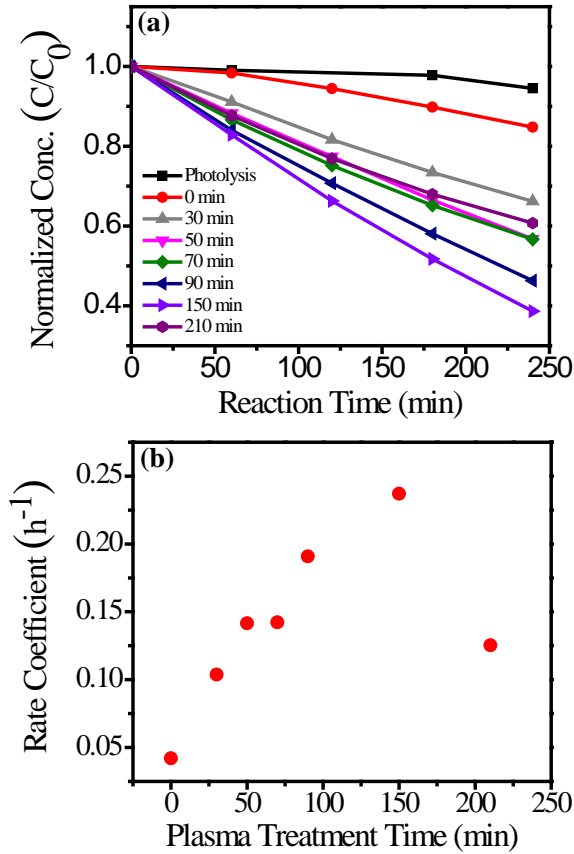 (a)
Normalized Conc. (C/C0)
1.0
0.8
0.6
0.4
Photolysis
0 min
30 min
50 min
70 min
90 min
150 min
210 min
0 50 100 150 200 250
Reaction Time (min)
(b)
Rate Coefficient (h-1)
0.25
0.20
0.15
0.10
0.05
0 50 100 150 200 250
Plasma Treatment Time (min)